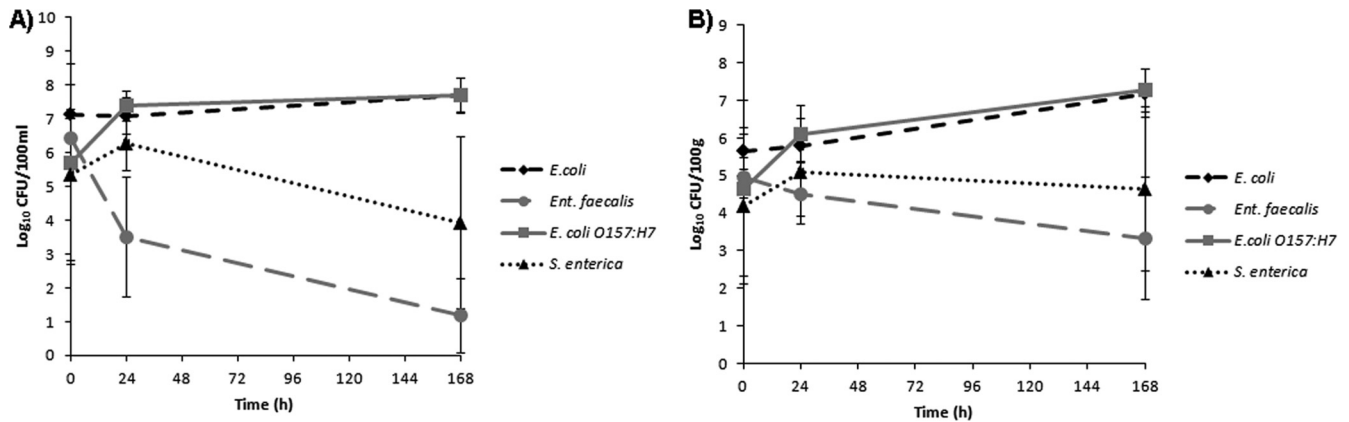 A)
Log10 CFU/100ml
10
9
8
7
6
5
4
3
2
1
0
0 24 48 72 96 120 144 168
Time (h)
E.coli
Ent. faecalis
E. coli O157:H7
S. enterica
B)
Log10 CFU/100g
9
8
7
6
5
4
3
2
1
0
0 24 48 72 96 120 144 168
Time (h)
E. coli
Ent. faecalis
E.coli O157:H7
S. enterica